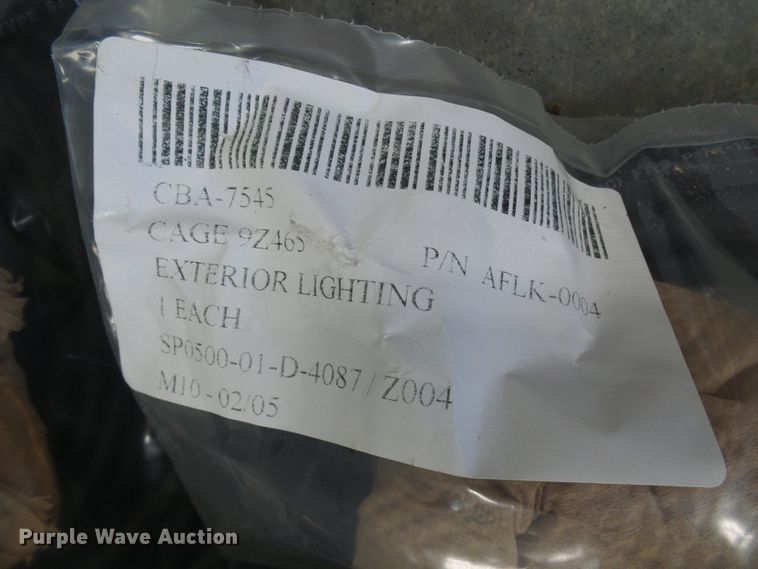 CBA-7545
CAGE 9Z465 P/N AFLK-0004
EXTERIOR LIGHTING
1 EACH
SP0500-01-D-4087 / Z004
M10 - 02/05
Purple Wave Auction®